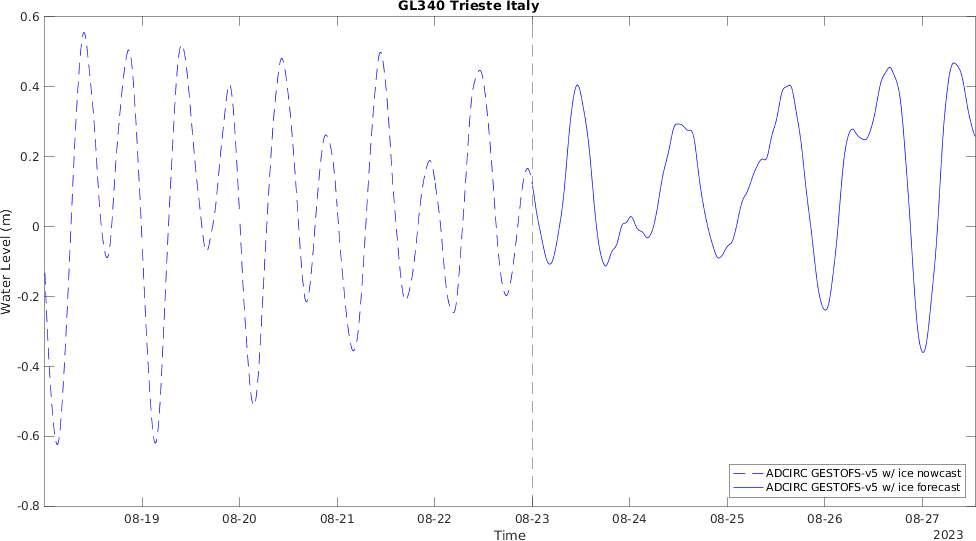 GL340 Trieste Italy
0.6
0.4
0.2
0
-0.2
-0.4
-0.6
-0.8
Water Level (m)
ADCIRC GESTOFS-v5 w/ ice nowcast
ADCIRC GESTOFS-v5 w/ ice forecast
08-19 08-20 08-21 08-22 08-23 08-24 08-25 08-26 08-27
Time
2023